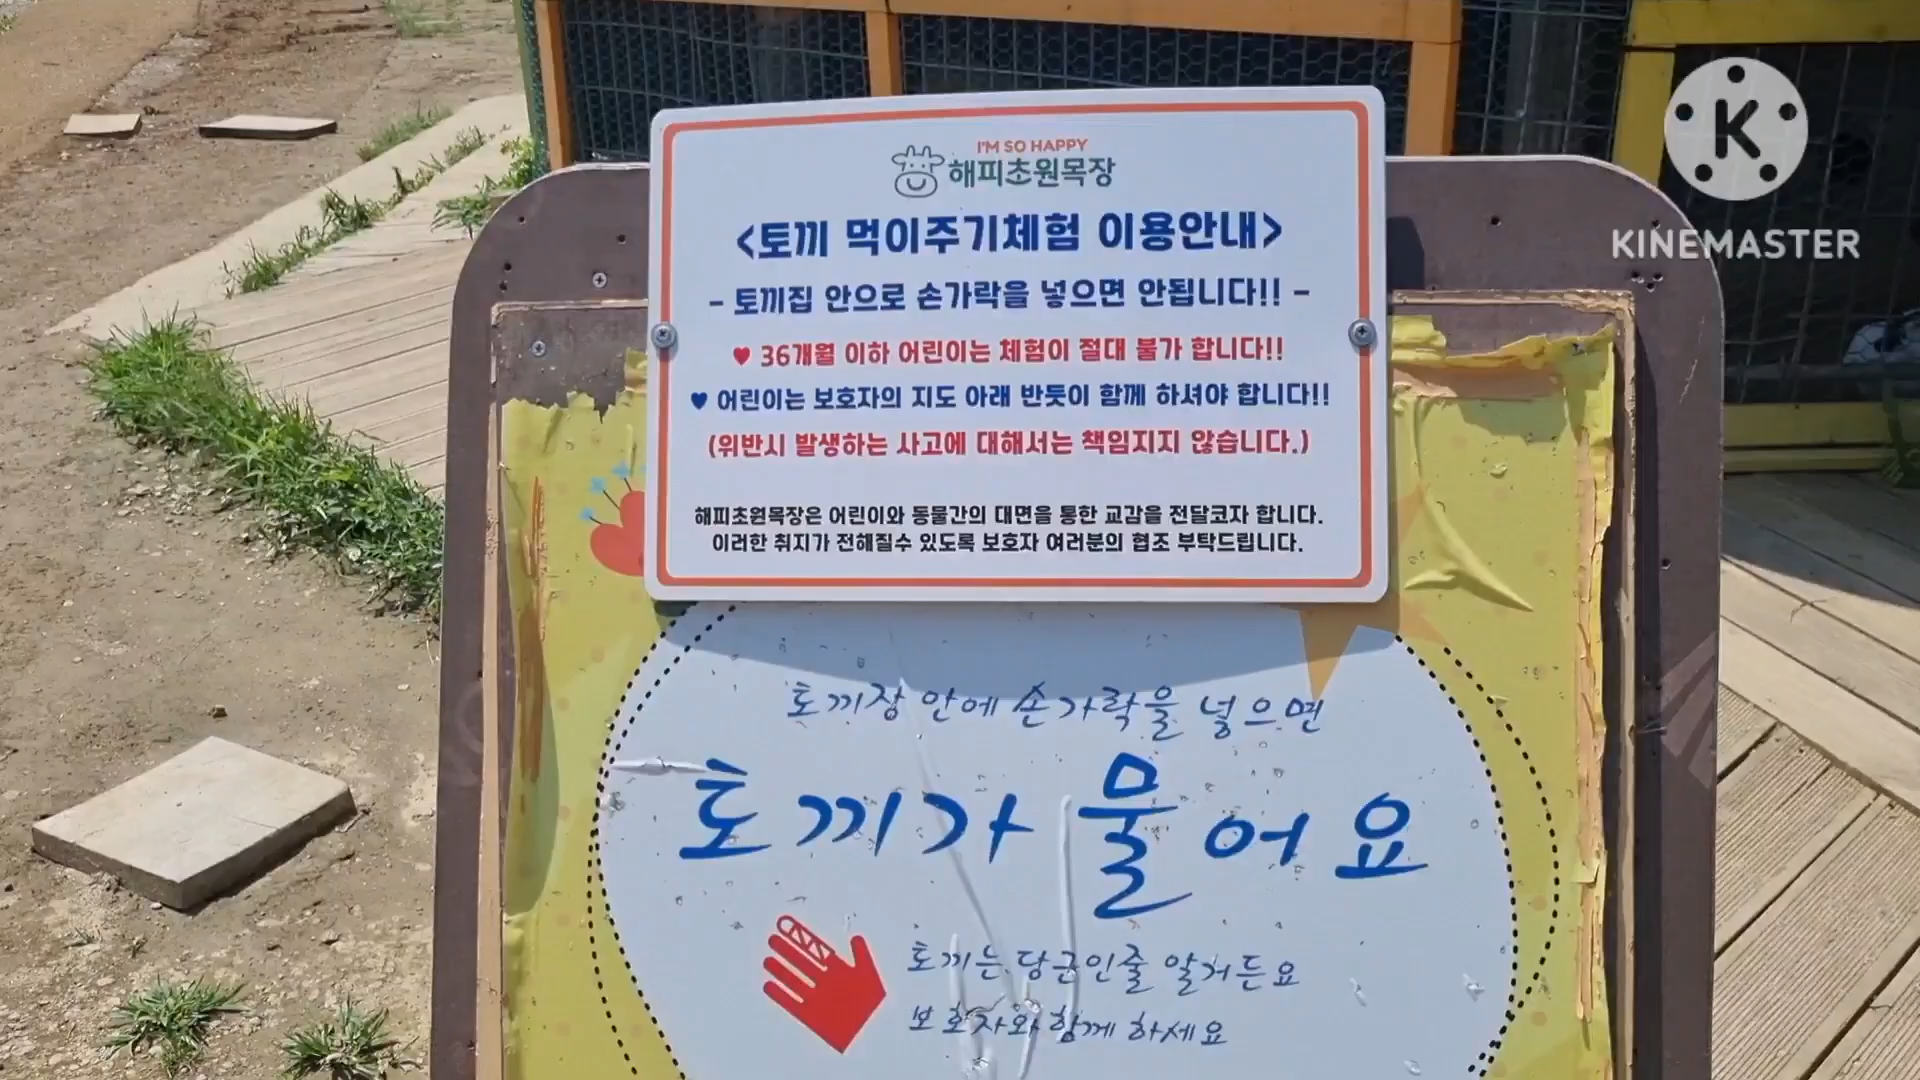 I'M SO HAPPY
해피초원목장
<토끼 먹이주기체험 이용안내>
- 토끼집 안으로 손가락을 넣으면 안됩니다!! -
♥ 36개월 이하 어린이는 체험이 절대 불가 합니다!!
♥ 어린이는 보호자의 지도 아래 반듯이 함께 하셔야 합니다!!
(위반시 발생하는 사고에 대해서는 책임지지 않습니다.)
해피초원목장은 어린이와 동물간의 대면을 통한 교감을 전달코자 합니다.
이러한 취지가 전해질수 있도록 보호자 여러분의 협조 부탁드립니다.
토끼장 안에 손가락을 넣으면
토끼가 물어요
토끼는 당근인줄 알거든요
보호자와 함께 하세요
K
KINEMASTER